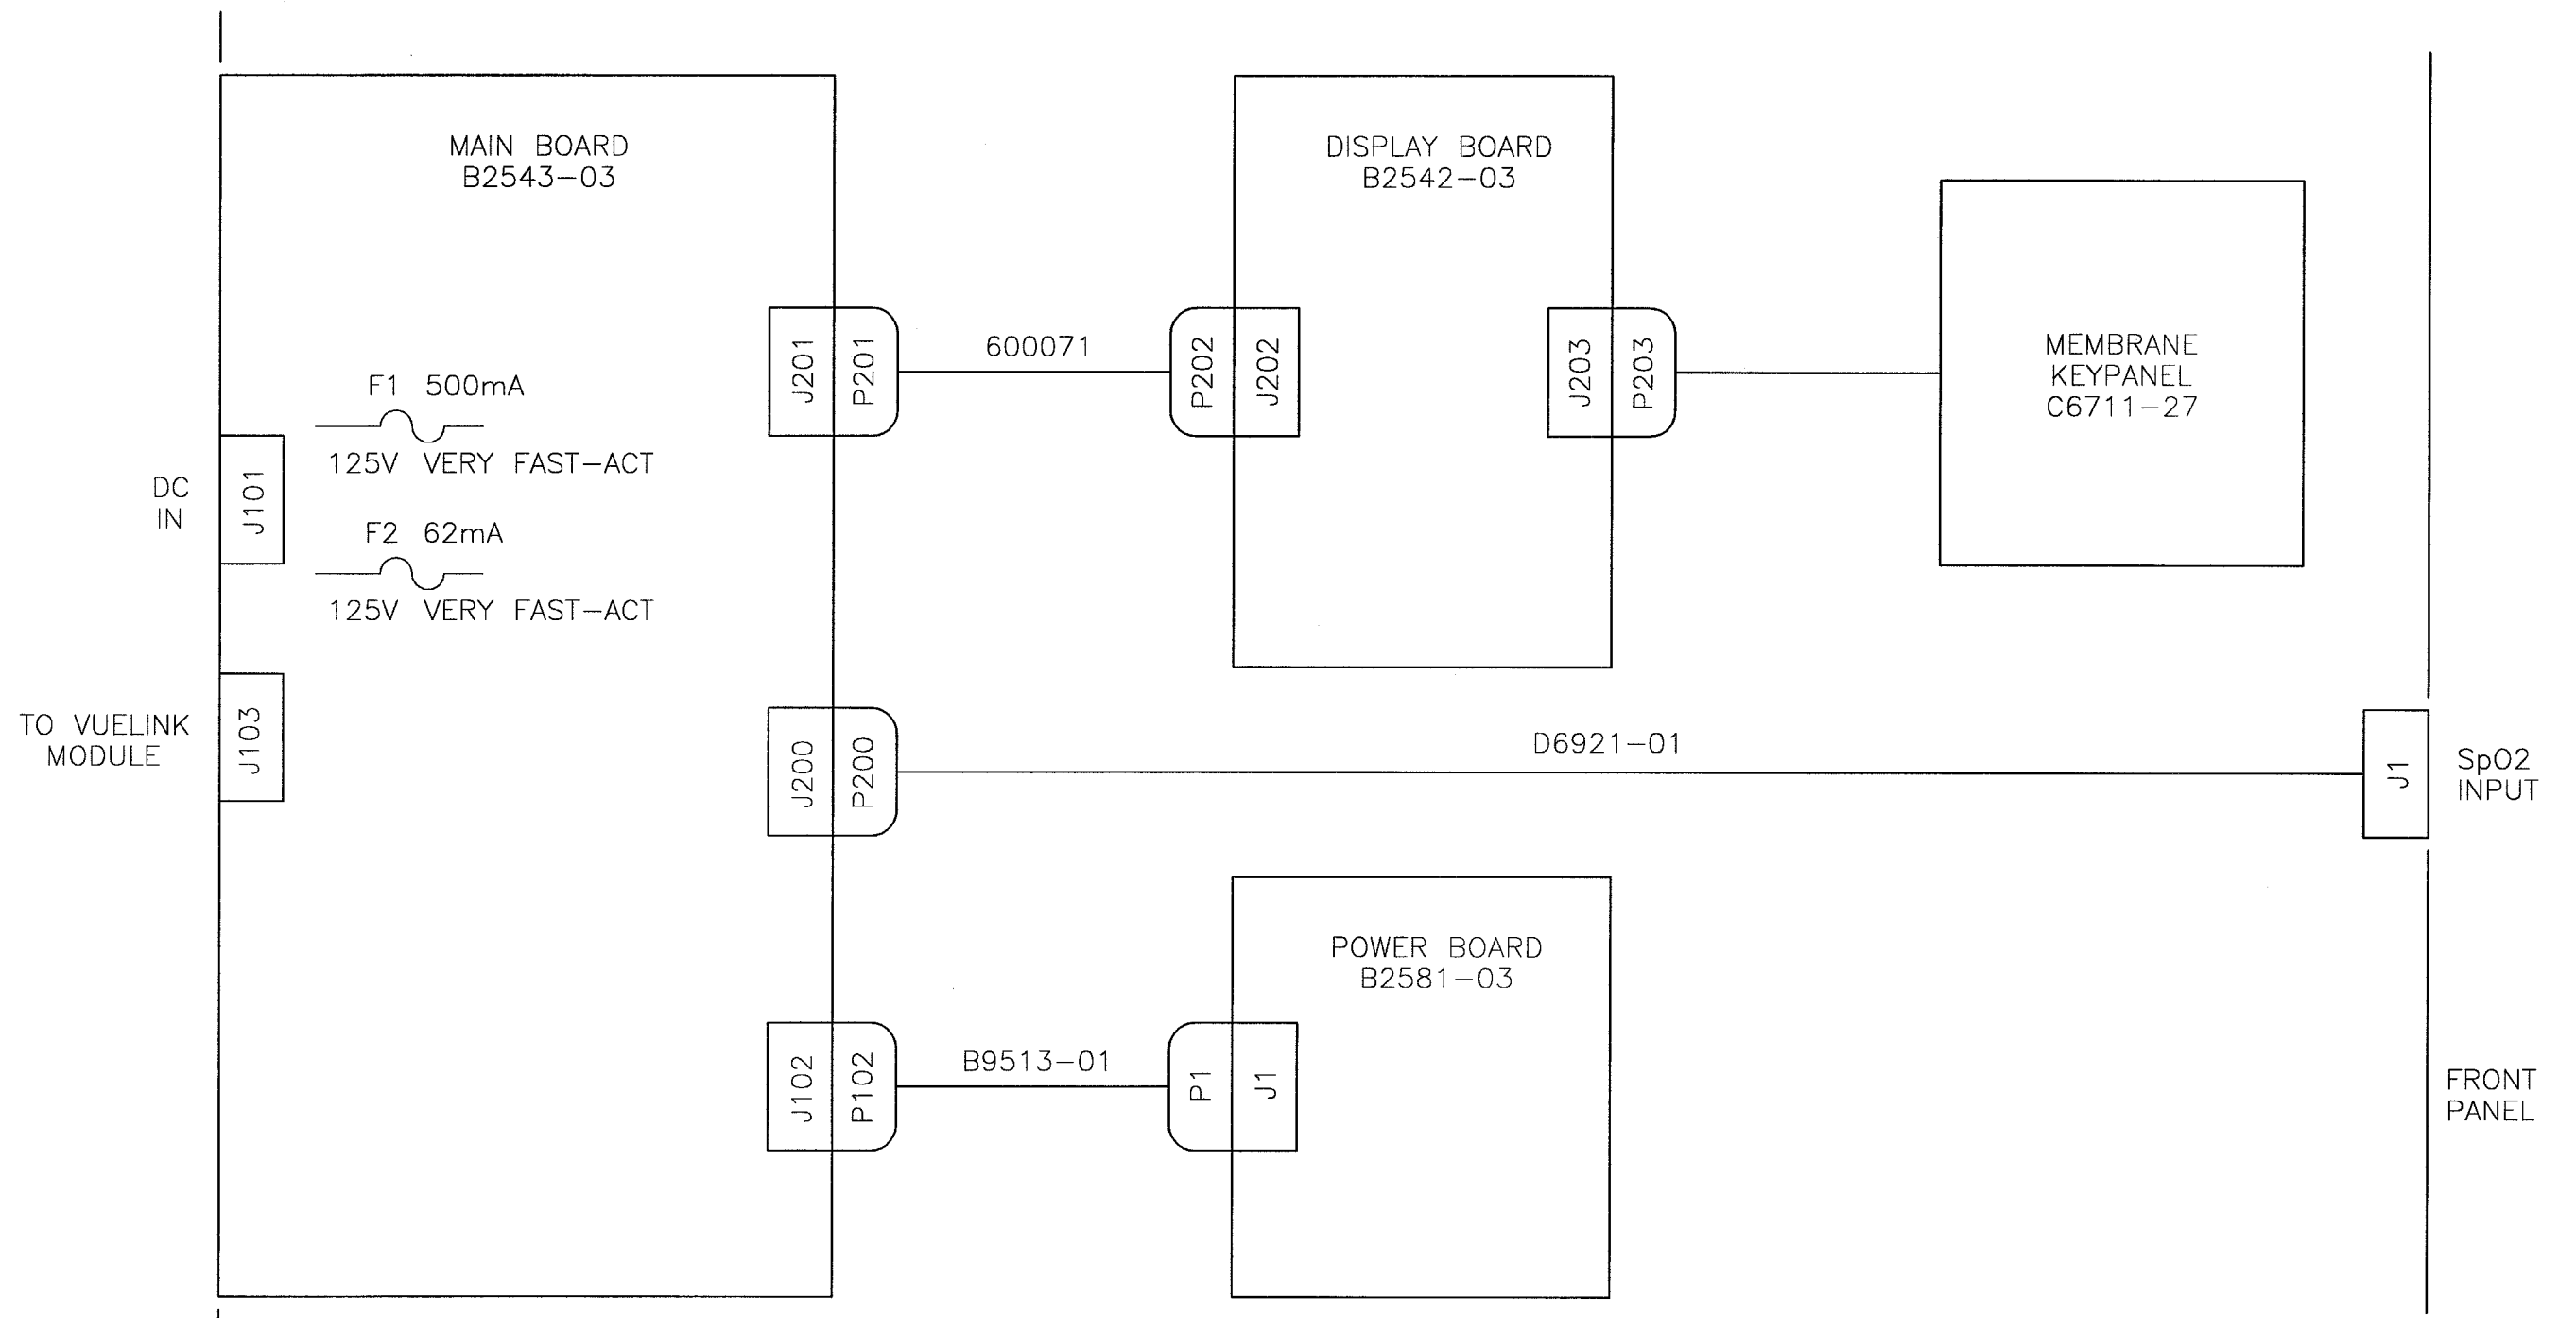 MAIN BOARD
B2543-03
DISPLAY BOARD
B2542-03
J201
P201
600071
P202
J202
J203
P203
MEMBRANE
KEYPANEL
C6711-27
F1 500mA
125V VERY FAST-ACT
DC
IN
J101
F2 62mA
125V VERY FAST-ACT
TO VUELINK
MODULE
J103
J200
P200
D6921-01
J1
SpO2
INPUT
POWER BOARD
B2581-03
J102
P102
B9513-01
P1
J1
FRONT
PANEL